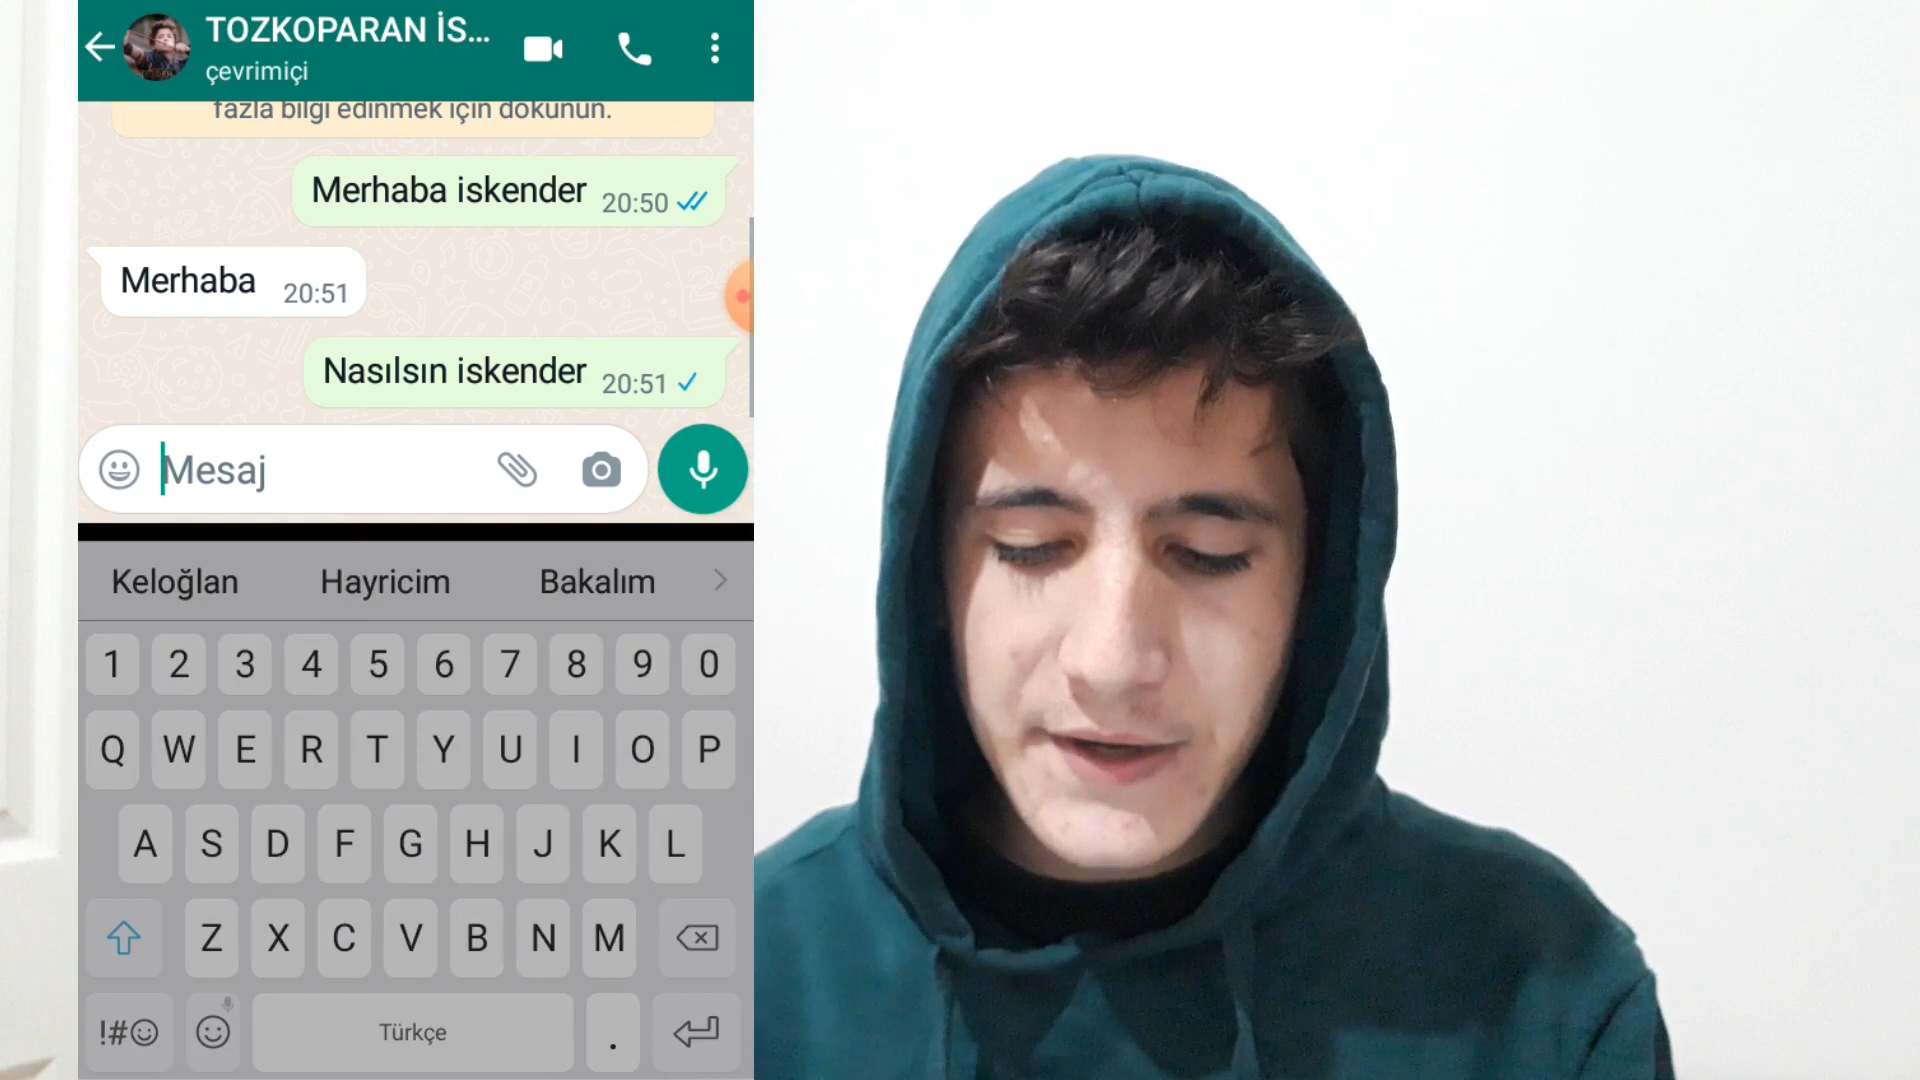 TOZKOPARAN İS...
çevrimiçi
fazla bilgi edinmek için dokunun.
Merhaba iskender 20:50
Merhaba 20:51
Nasılsın iskender 20:51
Mesaj
Keloğlan Hayricim Bakalım
1 2 3 4 5 6 7 8 9 0
Q W E R T Y U I O P
A S D F G H J K L
Z X C V B N M
!#☺ Türkçe .